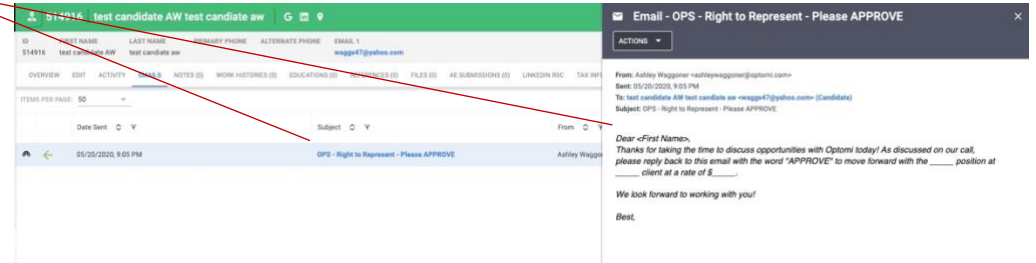 514916 test candidate AW test candiate aw G
ID FIRST NAME LAST NAME PRIMARY PHONE ALTERNATE PHONE EMAIL 1
514916 test candidate AW test candiate aw waggs47@yahoo.com
OVERVIEW EDIT ACTIVITY EMAILS NOTES (0) WORK HISTORIES (0) EDUCATIONS (0) REFERENCES (0) FILES (0) AE SUBMISSIONS (0) LINKEDIN RSC TAX INFO
ITEMS PER PAGE: 50
Date Sent Subject From
05/20/2020, 9:05 PM OPS - Right to Represent - Please APPROVE Ashley Waggo
Email - OPS - Right to Represent - Please APPROVE
ACTIONS
From: Ashley Waggoner <ashleywaggoner@optomi.com>
Sent: 05/20/2020, 9:05 PM
To: test candidate AW test candiate aw <waggs47@yahoo.com> (Candidate)
Subject: OPS - Right to Represent - Please APPROVE
Dear <First Name>,
Thanks for taking the time to discuss opportunities with Optomi today! As discussed on our call,
please reply back to this email with the word "APPROVE" to move forward with the _____ position at
_____ client at a rate of $_____.
We look forward to working with you!
Best,